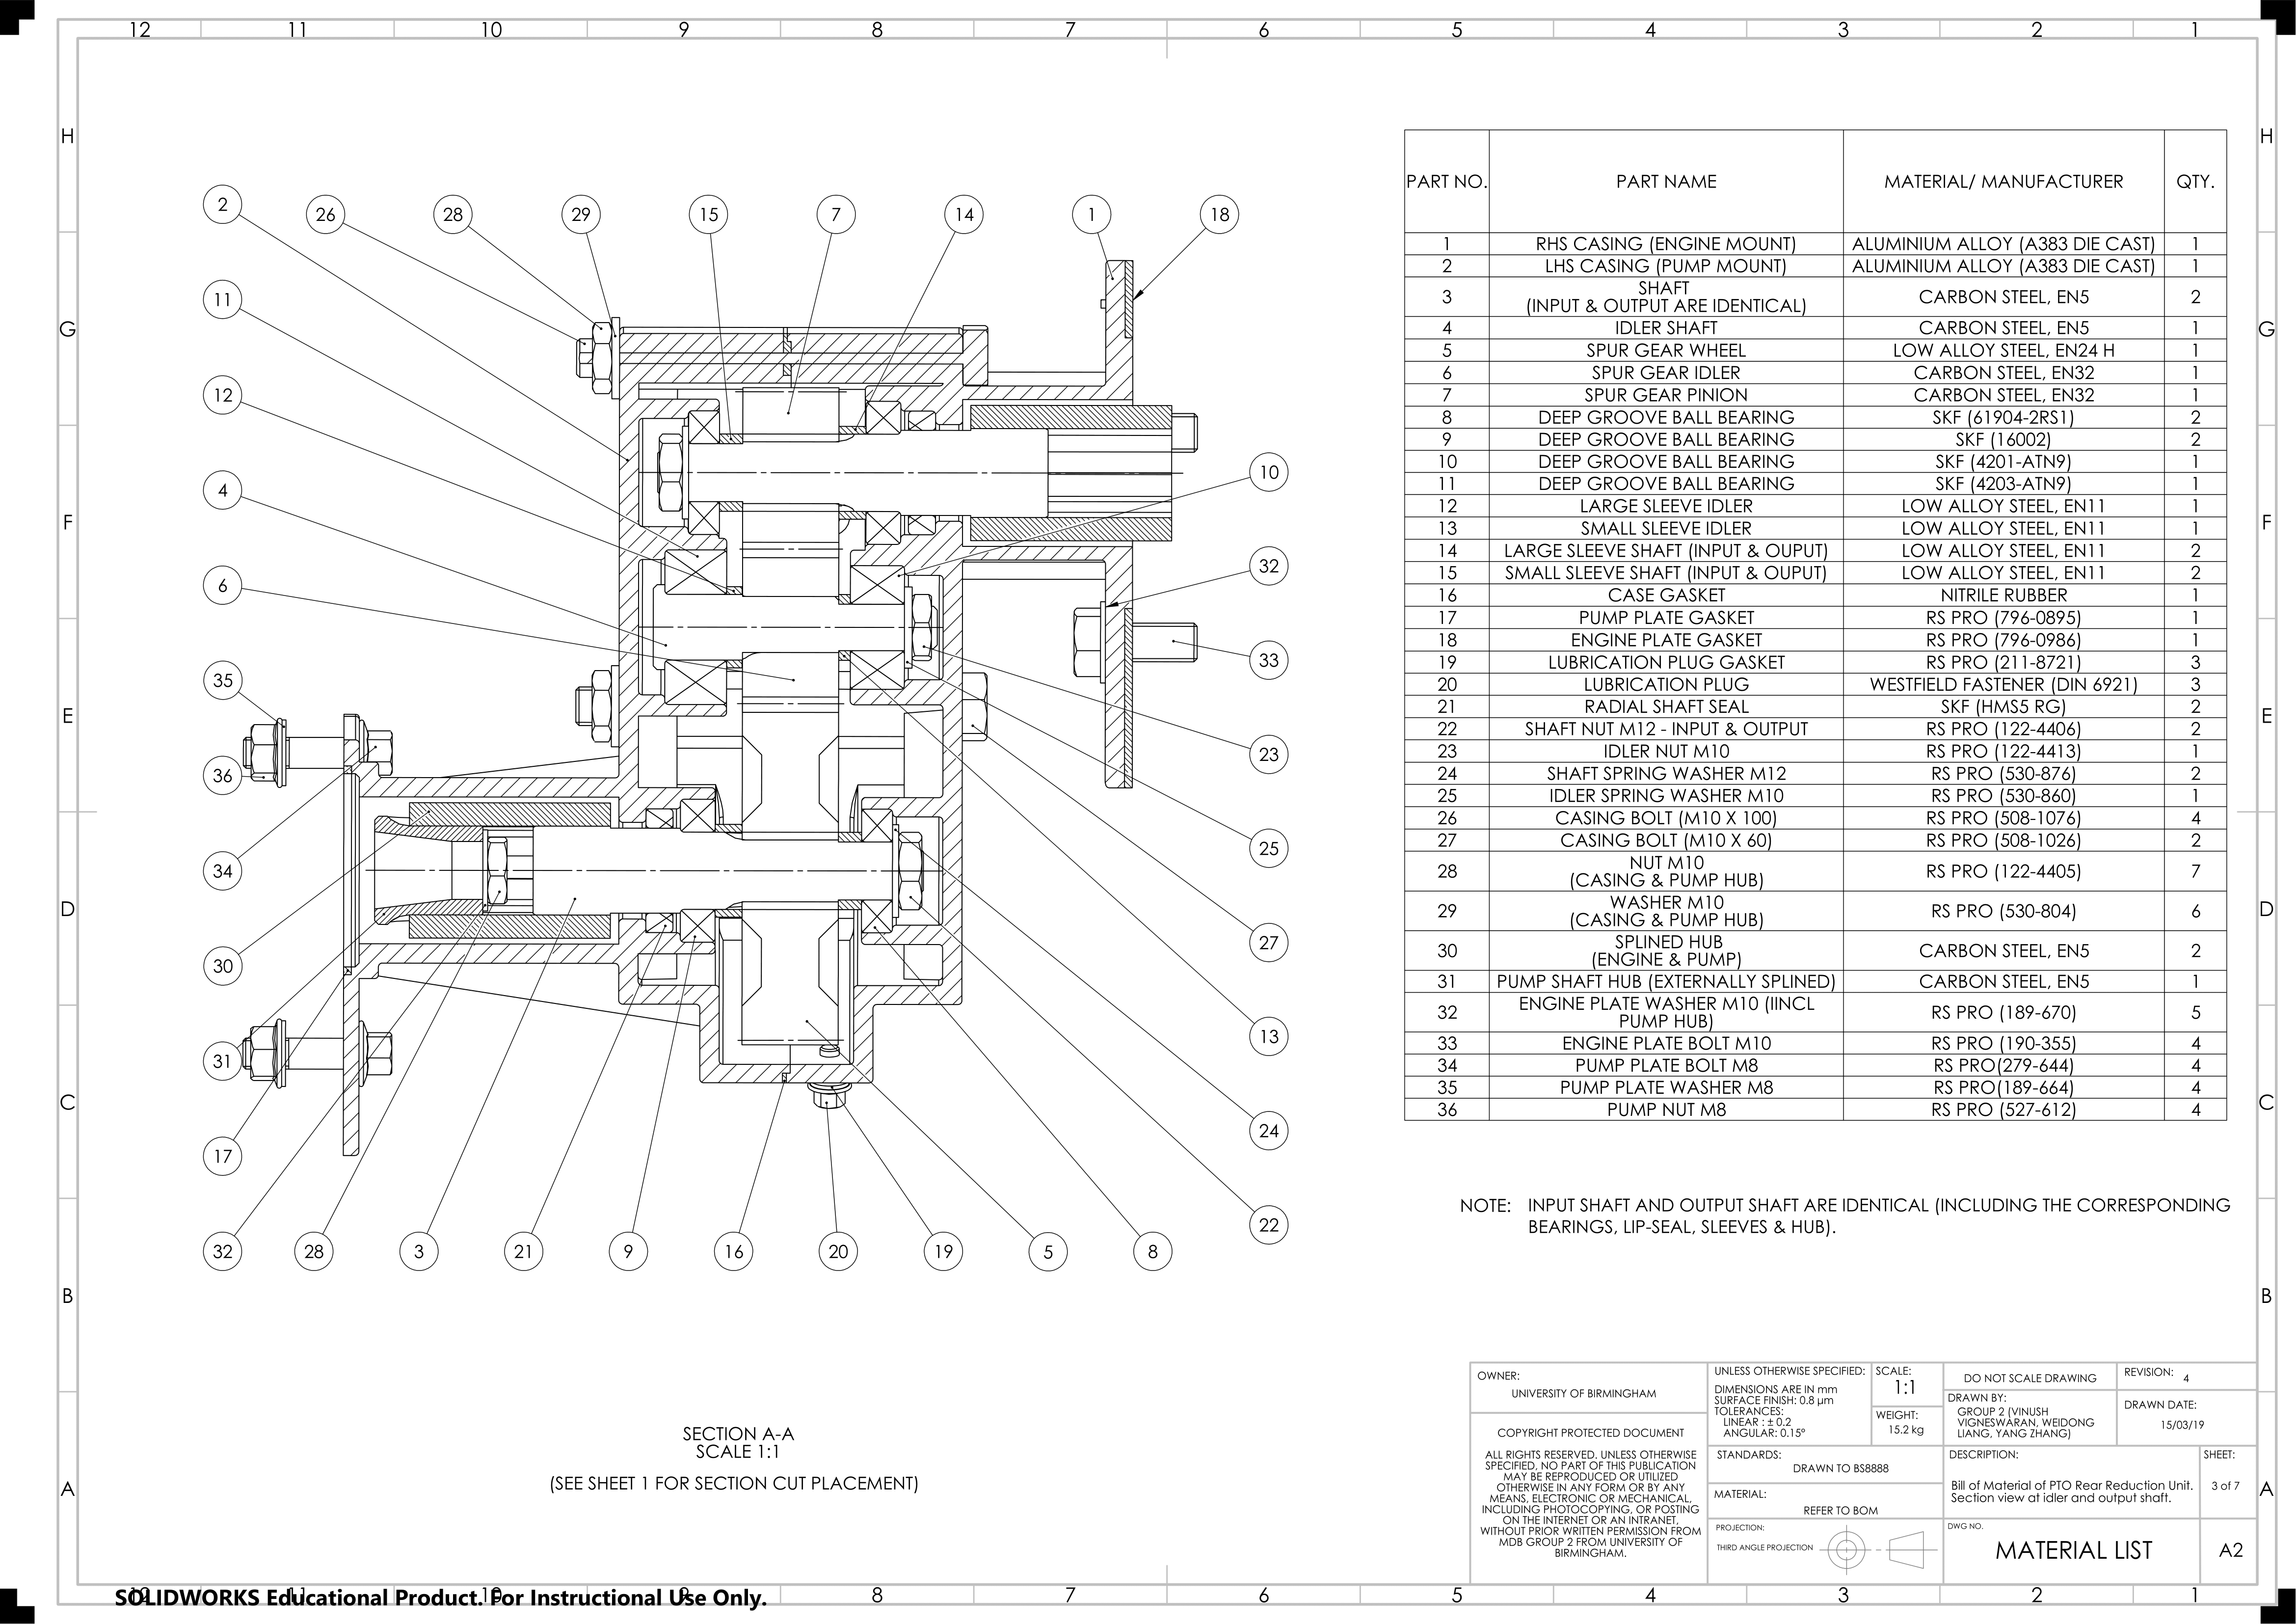 12 11 10 9 8 7 6 5 4 3 2 1
H H
G G
F F
E E
D D
C C
B B
A A
2 26 28 29 15 7 14 1 18
11
12
4
6
35
36
34
30
31
17
10
32
33
23
25
27
13
24
22
32 28 3 21 9 16 20 19 5 8
PART NO. PART NAME MATERIAL/ MANUFACTURER QTY.
1 RHS CASING (ENGINE MOUNT) ALUMINIUM ALLOY (A383 DIE CAST) 1
2 LHS CASING (PUMP MOUNT) ALUMINIUM ALLOY (A383 DIE CAST) 1
3 SHAFT
(INPUT & OUTPUT ARE IDENTICAL) CARBON STEEL, EN5 2
4 IDLER SHAFT CARBON STEEL, EN5 1
5 SPUR GEAR WHEEL LOW ALLOY STEEL, EN24 H 1
6 SPUR GEAR IDLER CARBON STEEL, EN32 1
7 SPUR GEAR PINION CARBON STEEL, EN32 1
8 DEEP GROOVE BALL BEARING SKF (61904-2RS1) 2
9 DEEP GROOVE BALL BEARING SKF (16002) 2
10 DEEP GROOVE BALL BEARING SKF (4201-ATN9) 1
11 DEEP GROOVE BALL BEARING SKF (4203-ATN9) 1
12 LARGE SLEEVE IDLER LOW ALLOY STEEL, EN11 1
13 SMALL SLEEVE IDLER LOW ALLOY STEEL, EN11 1
14 LARGE SLEEVE SHAFT (INPUT & OUPUT) LOW ALLOY STEEL, EN11 2
15 SMALL SLEEVE SHAFT (INPUT & OUPUT) LOW ALLOY STEEL, EN11 2
16 CASE GASKET NITRILE RUBBER 1
17 PUMP PLATE GASKET RS PRO (796-0895) 1
18 ENGINE PLATE GASKET RS PRO (796-0986) 1
19 LUBRICATION PLUG GASKET RS PRO (211-8721) 3
20 LUBRICATION PLUG WESTFIELD FASTENER (DIN 6921) 3
21 RADIAL SHAFT SEAL SKF (HMS5 RG) 2
22 SHAFT NUT M12 - INPUT & OUTPUT RS PRO (122-4406) 2
23 IDLER NUT M10 RS PRO (122-4413) 1
24 SHAFT SPRING WASHER M12 RS PRO (530-876) 2
25 IDLER SPRING WASHER M10 RS PRO (530-860) 1
26 CASING BOLT (M10 X 100) RS PRO (508-1076) 4
27 CASING BOLT (M10 X 60) RS PRO (508-1026) 2
28 NUT M10
(CASING & PUMP HUB) RS PRO (122-4405) 7
29 WASHER M10
(CASING & PUMP HUB) RS PRO (530-804) 6
30 SPLINED HUB
(ENGINE & PUMP) CARBON STEEL, EN5 2
31 PUMP SHAFT HUB (EXTERNALLY SPLINED) CARBON STEEL, EN5 1
32 ENGINE PLATE WASHER M10 (IINCL
PUMP HUB) RS PRO (189-670) 5
33 ENGINE PLATE BOLT M10 RS PRO (190-355) 4
34 PUMP PLATE BOLT M8 RS PRO(279-644) 4
35 PUMP PLATE WASHER M8 RS PRO(189-664) 4
36 PUMP NUT M8 RS PRO (527-612) 4
NOTE: INPUT SHAFT AND OUTPUT SHAFT ARE IDENTICAL (INCLUDING THE CORRESPONDING
BEARINGS, LIP-SEAL, SLEEVES & HUB).
SECTION A-A
SCALE 1:1
(SEE SHEET 1 FOR SECTION CUT PLACEMENT)
OWNER:
UNIVERSITY OF BIRMINGHAM
COPYRIGHT PROTECTED DOCUMENT
ALL RIGHTS RESERVED. UNLESS OTHERWISE
SPECIFIED, NO PART OF THIS PUBLICATION
MAY BE REPRODUCED OR UTILIZED
OTHERWISE IN ANY FORM OR BY ANY
MEANS, ELECTRONIC OR MECHANICAL,
INCLUDING PHOTOCOPYING, OR POSTING
ON THE INTERNET OR AN INTRANET,
WITHOUT PRIOR WRITTEN PERMISSION FROM
MDB GROUP 2 FROM UNIVERSITY OF
BIRMINGHAM.
UNLESS OTHERWISE SPECIFIED:
DIMENSIONS ARE IN mm
SURFACE FINISH: 0.8 µm
TOLERANCES:
LINEAR : ± 0.2
ANGULAR: 0.15°
SCALE:
1:1
WEIGHT:
15.2 kg
STANDARDS:
DRAWN TO BS8888
MATERIAL:
REFER TO BOM
PROJECTION:
THIRD ANGLE PROJECTION
DO NOT SCALE DRAWING
REVISION:
4
DRAWN BY:
GROUP 2 (VINUSH
VIGNESWARAN, WEIDONG
LIANG, YANG ZHANG)
DRAWN DATE:
15/03/19
DESCRIPTION:
Bill of Material of PTO Rear Reduction Unit.
Section view at idler and output shaft.
SHEET:
3 of 7
DWG NO.
MATERIAL LIST
A2
12 11 10 9 8 7 6 5 4 3 2 1
SOLIDWORKS Educational Product. For Instructional Use Only.